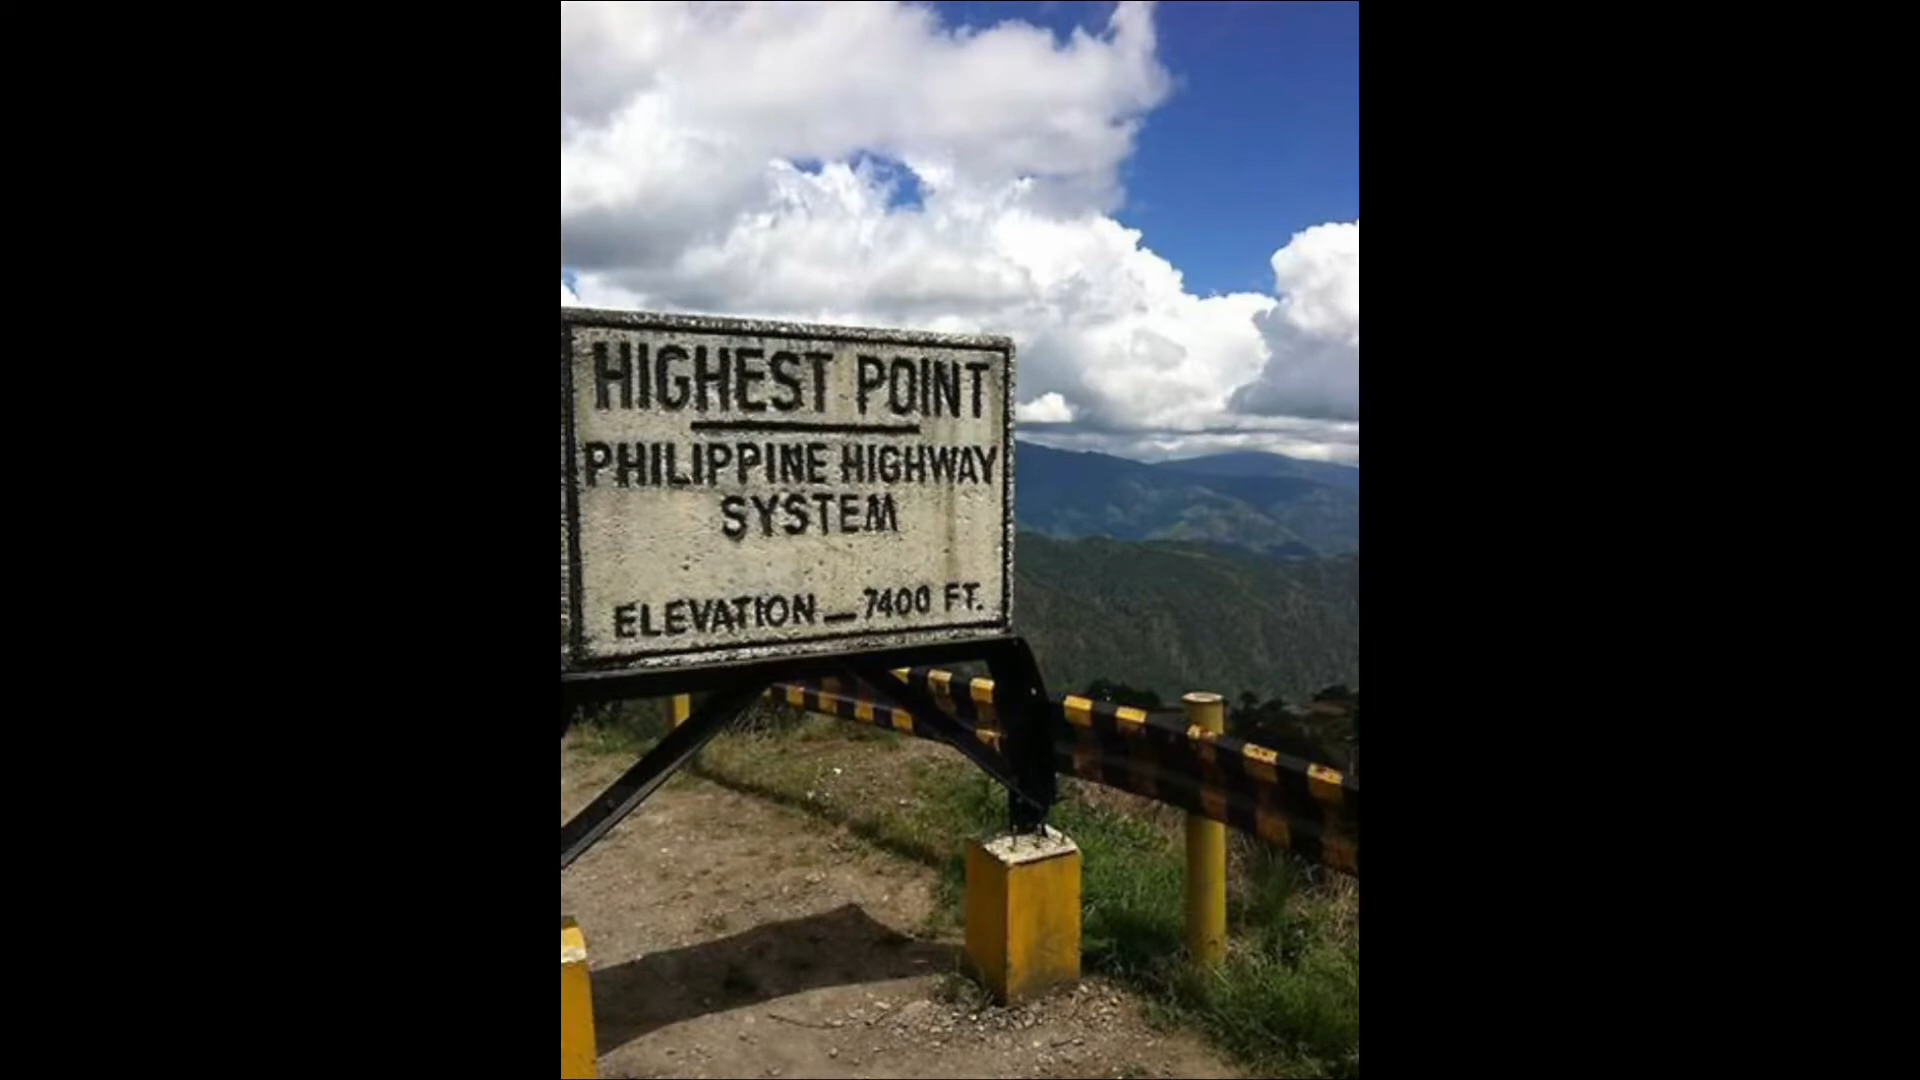 HIGHEST POINT
PHILIPPINE HIGHWAY
SYSTEM
ELEVATION — 7400 FT.